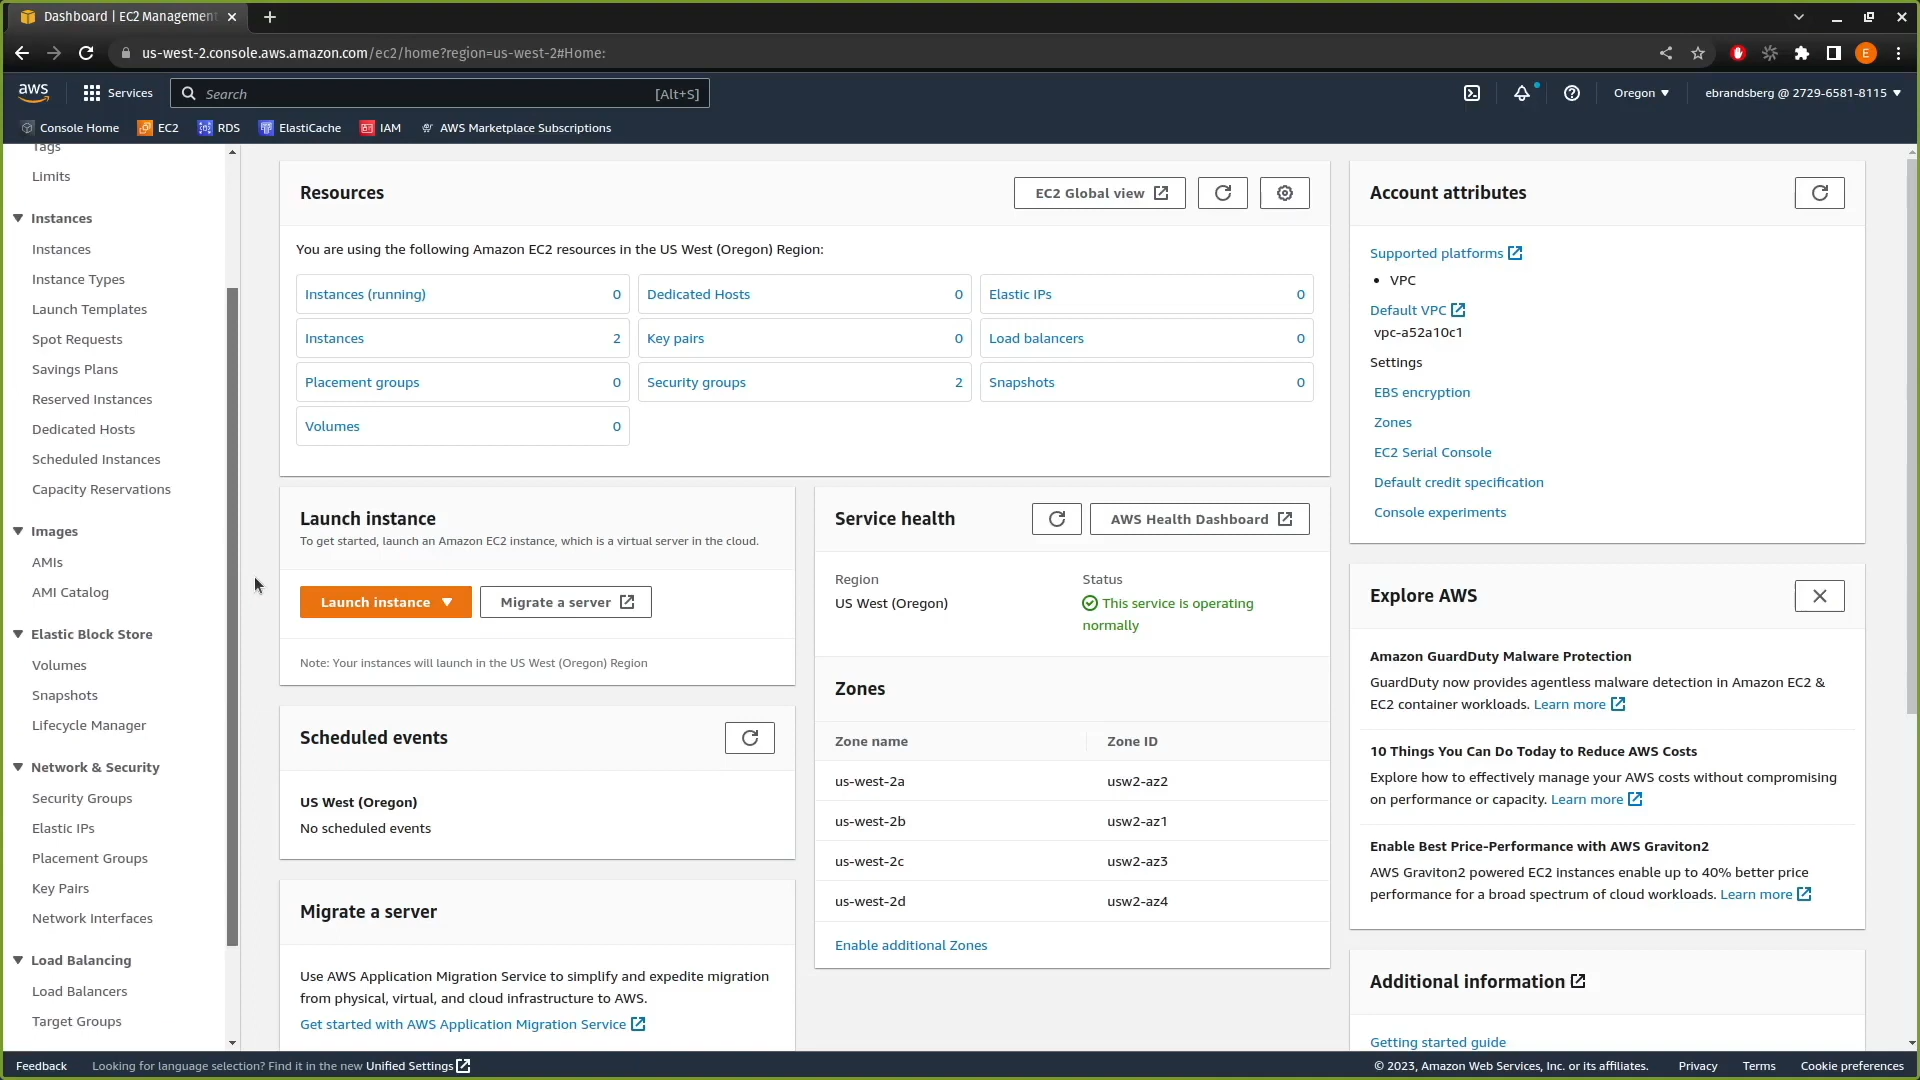 Dashboard | EC2 Management
us-west-2.console.aws.amazon.com/ec2/home?region=us-west-2#Home:
E
aws
Services
Search
[Alt+S]
Oregon
ebrandsberg @ 2729-6581-8115
Console Home
EC2
RDS
ElastiCache
IAM
AWS Marketplace Subscriptions
Tags
Limits
Instances
Instances
Instance Types
Launch Templates
Spot Requests
Savings Plans
Reserved Instances
Dedicated Hosts
Scheduled Instances
Capacity Reservations
Images
AMIs
AMI Catalog
Elastic Block Store
Volumes
Snapshots
Lifecycle Manager
Network & Security
Security Groups
Elastic IPs
Placement Groups
Key Pairs
Network Interfaces
Load Balancing
Load Balancers
Target Groups
Resources
EC2 Global view
You are using the following Amazon EC2 resources in the US West (Oregon) Region:
Instances (running) 0
Dedicated Hosts 0
Elastic IPs 0
Instances 2
Key pairs 0
Load balancers 0
Placement groups 0
Security groups 2
Snapshots 0
Volumes 0
Launch instance
To get started, launch an Amazon EC2 instance, which is a virtual server in the cloud.
Launch instance
Migrate a server
Note: Your instances will launch in the US West (Oregon) Region
Scheduled events
US West (Oregon)
No scheduled events
Migrate a server
Use AWS Application Migration Service to simplify and expedite migration
from physical, virtual, and cloud infrastructure to AWS.
Get started with AWS Application Migration Service
Service health
AWS Health Dashboard
Region
US West (Oregon)
Status
This service is operating
normally
Zones
Zone name Zone ID
us-west-2a usw2-az2
us-west-2b usw2-az1
us-west-2c usw2-az3
us-west-2d usw2-az4
Enable additional Zones
Account attributes
Supported platforms
• VPC
Default VPC
vpc-a52a10c1
Settings
EBS encryption
Zones
EC2 Serial Console
Default credit specification
Console experiments
Explore AWS
Amazon GuardDuty Malware Protection
GuardDuty now provides agentless malware detection in Amazon EC2 &
EC2 container workloads. Learn more
10 Things You Can Do Today to Reduce AWS Costs
Explore how to effectively manage your AWS costs without compromising
on performance or capacity. Learn more
Enable Best Price-Performance with AWS Graviton2
AWS Graviton2 powered EC2 instances enable up to 40% better price
performance for a broad spectrum of cloud workloads. Learn more
Additional information
Getting started guide
Feedback
Looking for language selection? Find it in the new Unified Settings
© 2023, Amazon Web Services, Inc. or its affiliates.
Privacy
Terms
Cookie preferences